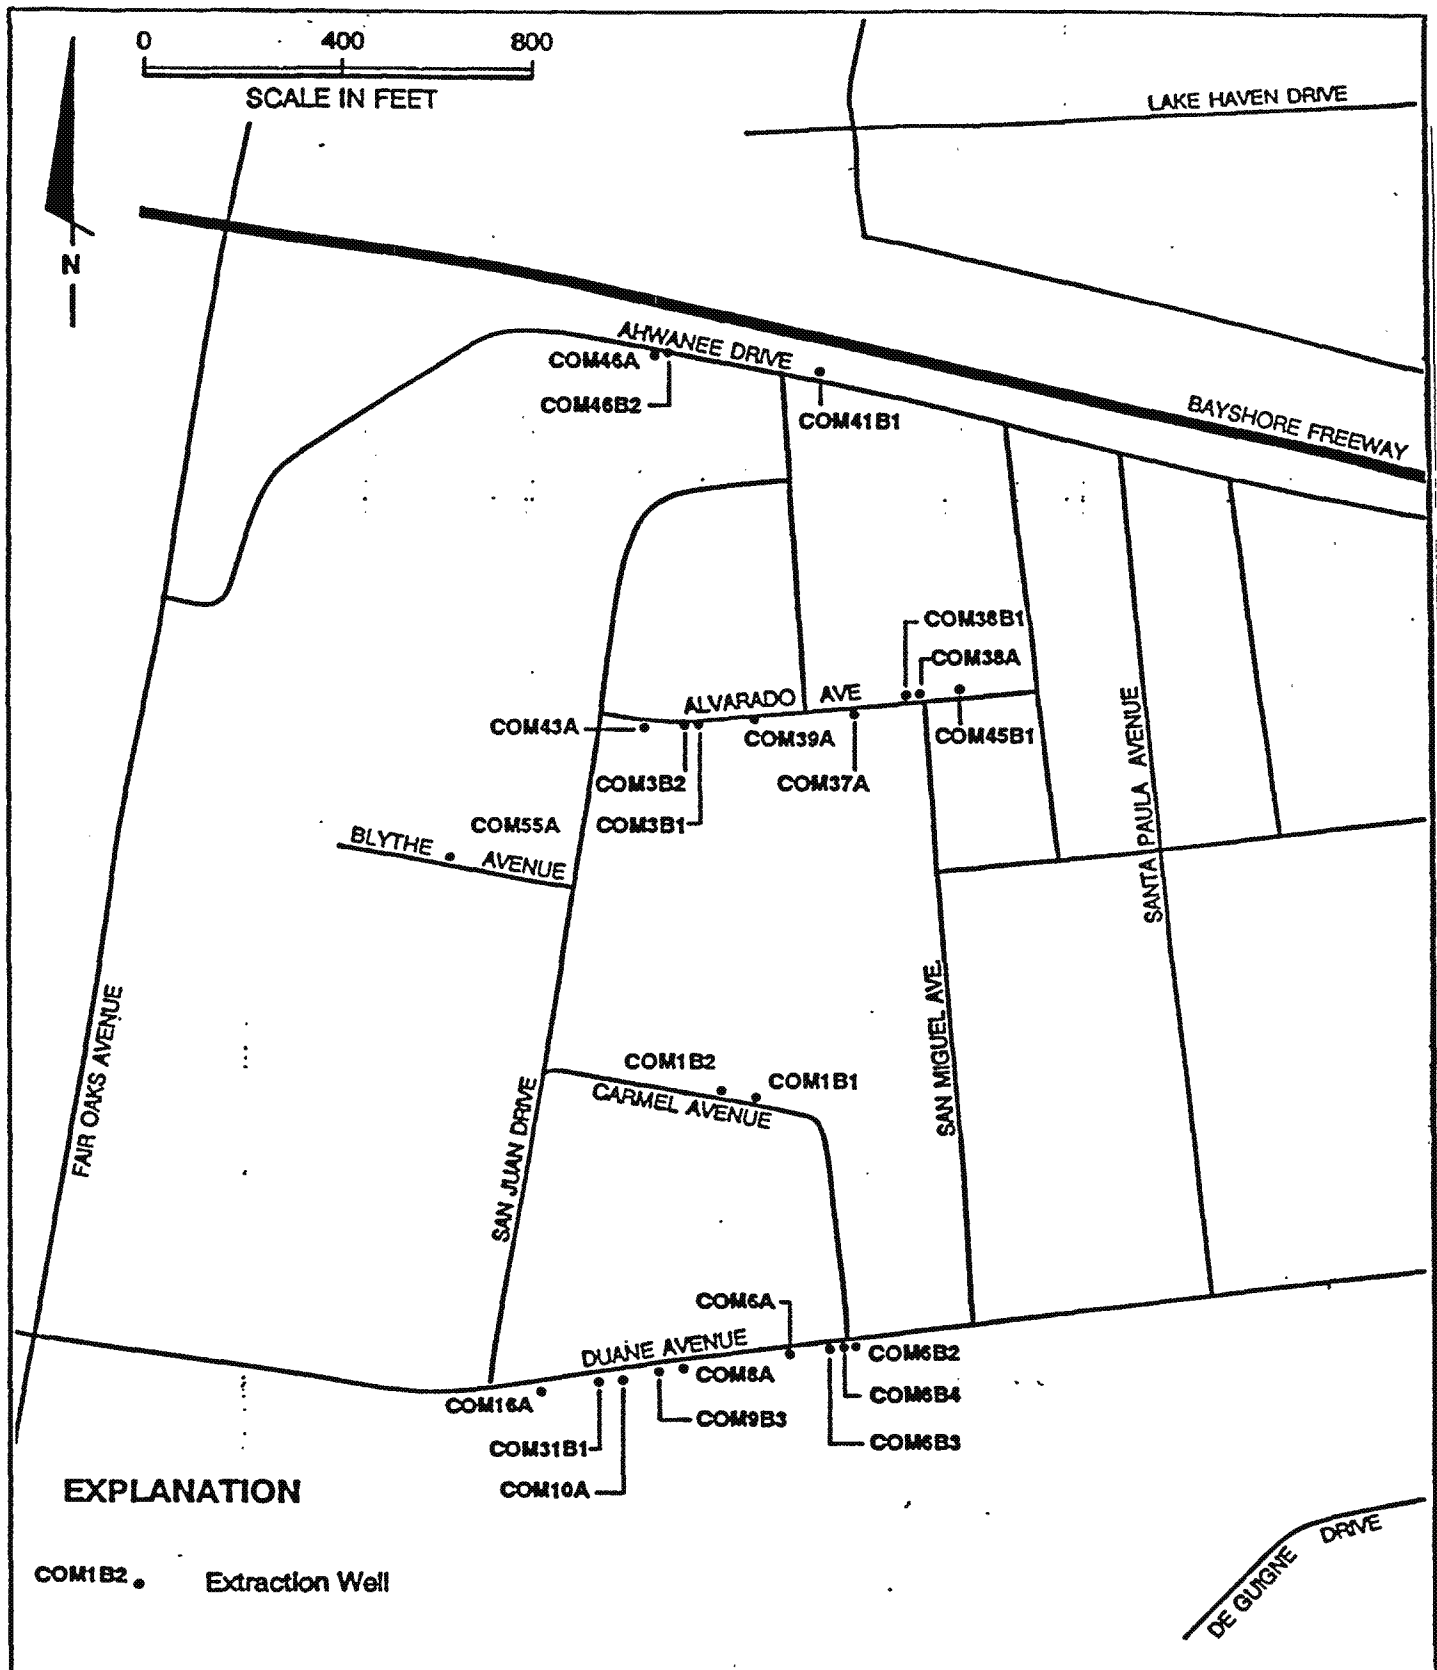 0 400 800
SCALE IN FEET
LAKE HAVEN DRIVE
N
AHWANEE DRIVE
COM46A
COM46B2
COM41B1
BAYSHORE FREEWAY
COM38B1
COM38A
ALVARADO AVE
COM43A
COM39A
COM45B1
COM3B2
COM37A
COM55A
COM3B1
BLYTHE AVENUE
SANTA PAULA AVENUE
FAIR OAKS AVENUE
SAN MIGUEL AVE.
COM1B2
COM1B1
CARMEL AVENUE
SAN JUAN DRIVE
COM5A
DUANE AVENUE
COM6B2
COM8A
COM6B4
COM16A
COM9B3
COM6B3
COM31B1
COM10A
EXPLANATION
COM1B2
Extraction Well
DE GUIGNE DRIVE